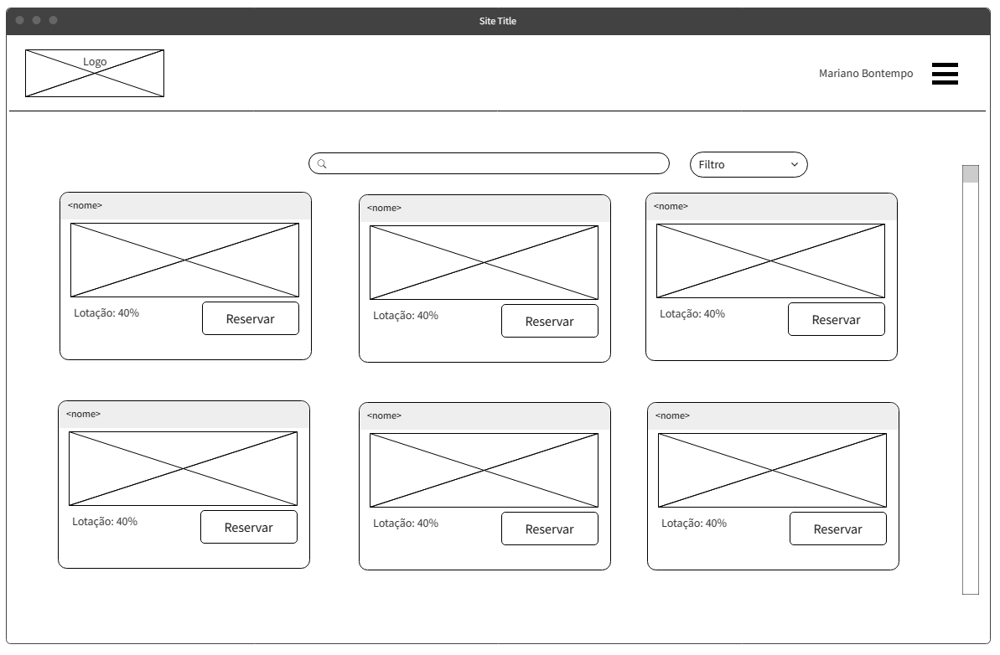 Site Title
Logo
Mariano Bontempo
Filtro
<nome>
<nome>
<nome>
Lotação: 40%
Reservar
Lotação: 40%
Reservar
Lotação: 40%
Reservar
<nome>
<nome>
<nome>
Lotação: 40%
Reservar
Lotação: 40%
Reservar
Lotação: 40%
Reservar